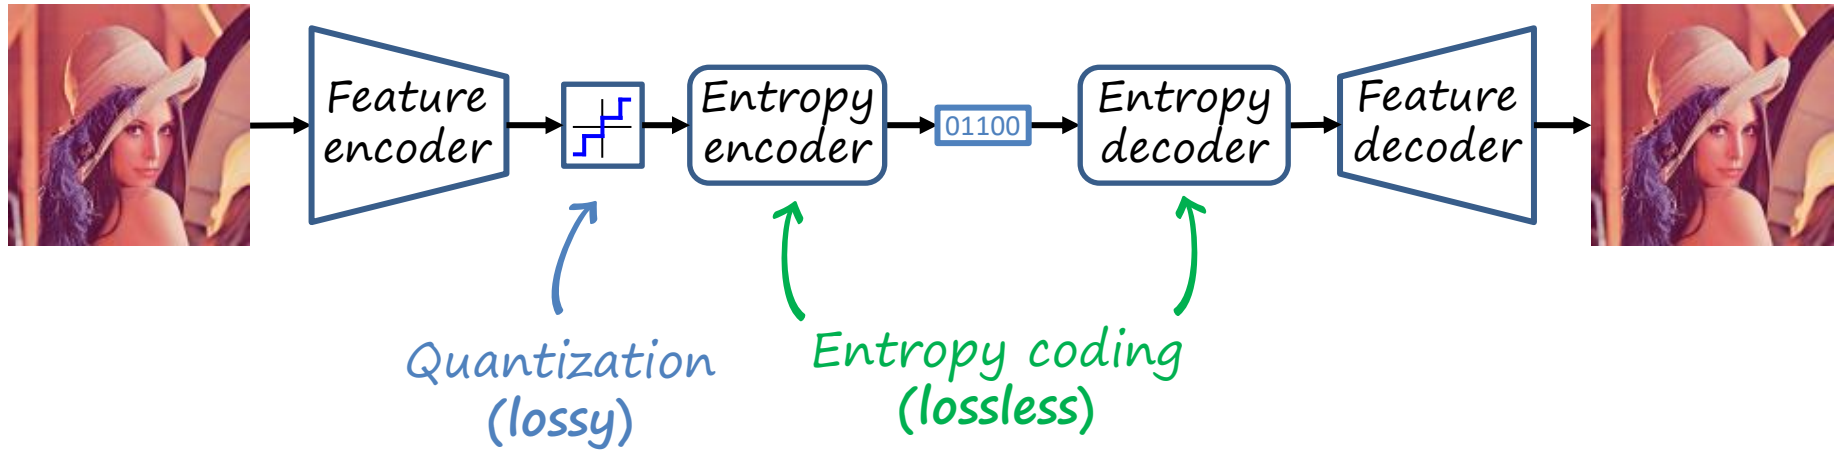 Feature
encoder
Entropy
encoder
01100
Entropy
decoder
Feature
decoder
Quantization
(lossy)
Entropy coding
(lossless)